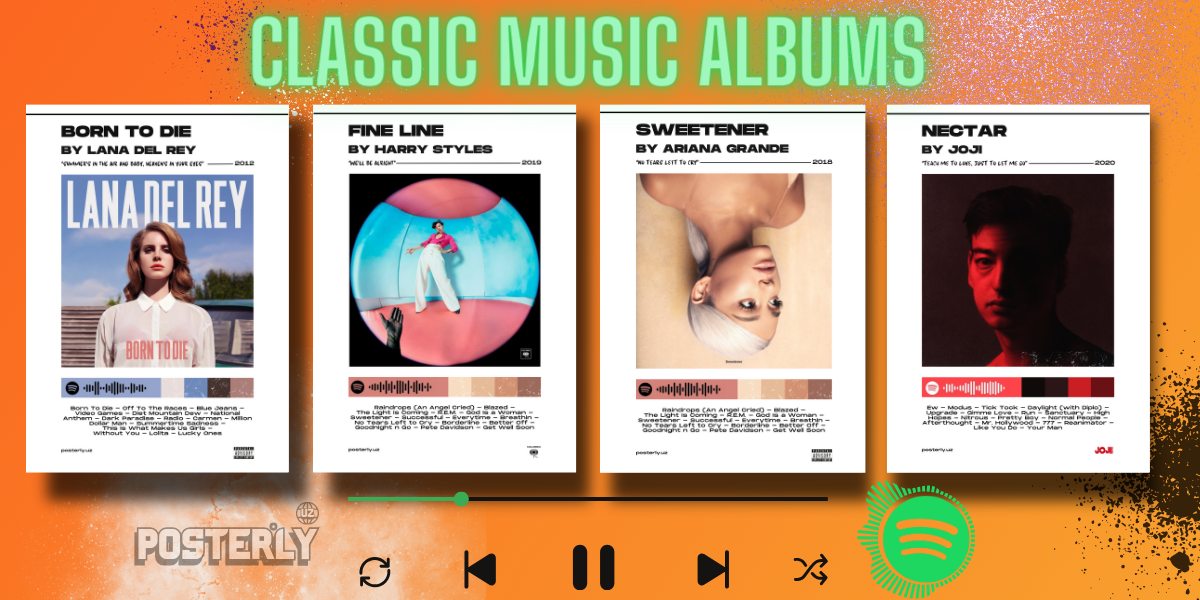 CLASSIC MUSIC ALBUMS
BORN TO DIE
BY LANA DEL REY
"SUMMER'S IN THE AIR AND BABY, HEAVEN'S IN YOUR EYES" 2012
LANA DEL REY
BORN TO DIE
Born To Die – Off To The Races – Blue Jeans –
Video Games – Diet Mountain Dew – National
Anthem – Dark Paradise – Radio – Carmen – Million
Dollar Man – Summertime Sadness –
This Is What Makes Us Girls –
Without You – Lolita – Lucky Ones
posterly.uz
PARENTAL
ADVISORY
EXPLICIT CONTENT
FINE LINE
BY HARRY STYLES
"WE'LL BE ALRIGHT" 2019
Raindrops (An Angel Cried) – Blazed –
The Light Is Coming – R.E.M. – God Is a Woman –
Sweetener – Successful – Everytime – Breathin –
No Tears Left to Cry – Borderline – Better Off –
Goodnight n Go – Pete Davidson – Get Well Soon
posterly.uz
SWEETENER
BY ARIANA GRANDE
"NO TEARS LEFT TO CRY" 2018
Raindrops (An Angel Cried) – Blazed –
The Light Is Coming – R.E.M. – God Is a Woman –
Sweetener – Successful – Everytime – Breathin –
No Tears Left to Cry – Borderline – Better Off –
Goodnight n Go – Pete Davidson – Get Well Soon
posterly.uz
PARENTAL
ADVISORY
EXPLICIT CONTENT
NECTAR
BY JOJI
"TEACH ME TO LOVE, JUST TO LET ME GO" 2020
Ew – Modus – Tick Tock – Daylight (with Diplo) –
Upgrade – Gimme Love – Run – Sanctuary – High
Hopes – Nitrous – Pretty Boy – Normal People –
Afterthought – Mr. Hollywood – 777 – Reanimator –
Like You Do – Your Man
posterly.uz
JOJI
POSTERLY
UZ